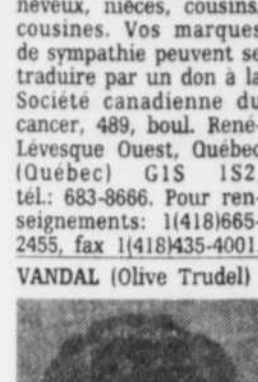 neveux, nièces, cousins,
cousines. Vos marques
de sympathie peuvent se
traduire par un don à la
Société canadienne du
cancer, 489, boul. René-
Lévesque Ouest, Québec
(Québec) G1S 1S2,
tél.: 683-8666. Pour ren-
seignements: 1(418)665-
2455, fax 1(418)435-4001.
VANDAL (Olive Trudel)